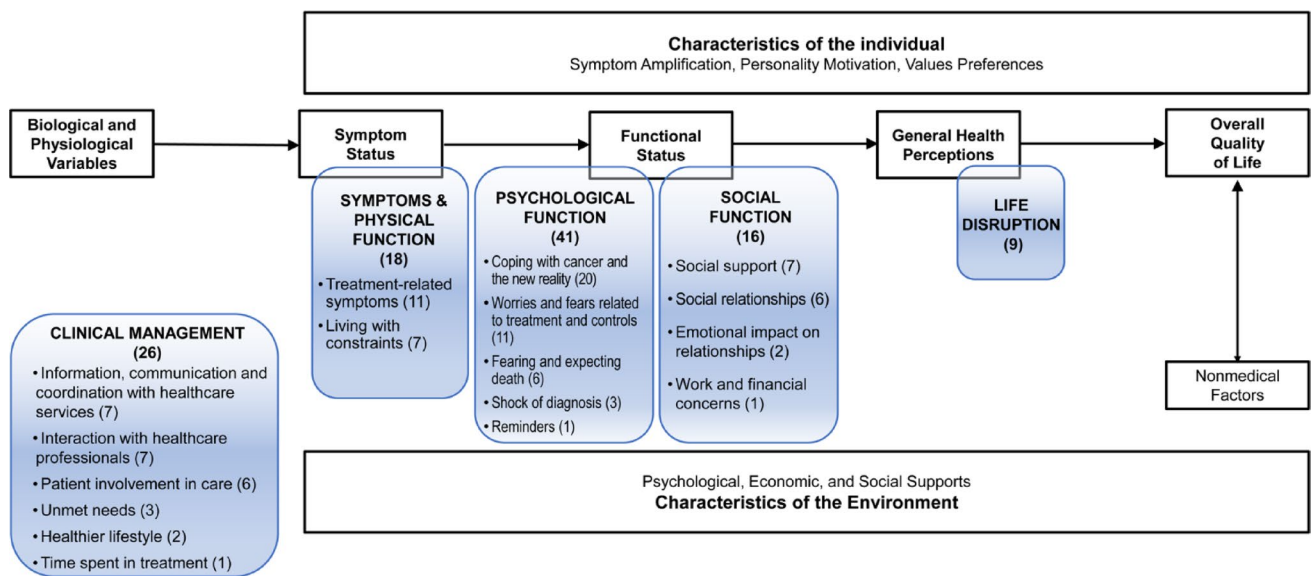 Characteristics of the individual
Symptom Amplification, Personality Motivation, Values Preferences
Biological and
Physiological
Variables
Symptom
Status
Functional
Status
General Health
Perceptions
Overall
Quality
of Life
SYMPTOMS &
PHYSICAL
FUNCTION
(18)
• Treatment-related
symptoms (11)
• Living with
constraints (7)
PSYCHOLOGICAL
FUNCTION
(41)
• Coping with cancer and
the new reality (20)
• Worries and fears related
to treatment and controls
(11)
• Fearing and expecting
death (6)
• Shock of diagnosis (3)
• Reminders (1)
SOCIAL
FUNCTION
(16)
• Social support (7)
• Social relationships (6)
• Emotional impact on
relationships (2)
• Work and financial
concerns (1)
LIFE
DISRUPTION
(9)
CLINICAL MANAGEMENT
(26)
• Information, communication and
coordination with healthcare
services (7)
• Interaction with healthcare
professionals (7)
• Patient involvement in care (6)
• Unmet needs (3)
• Healthier lifestyle (2)
• Time spent in treatment (1)
Nonmedical
Factors
Psychological, Economic, and Social Supports
Characteristics of the Environment